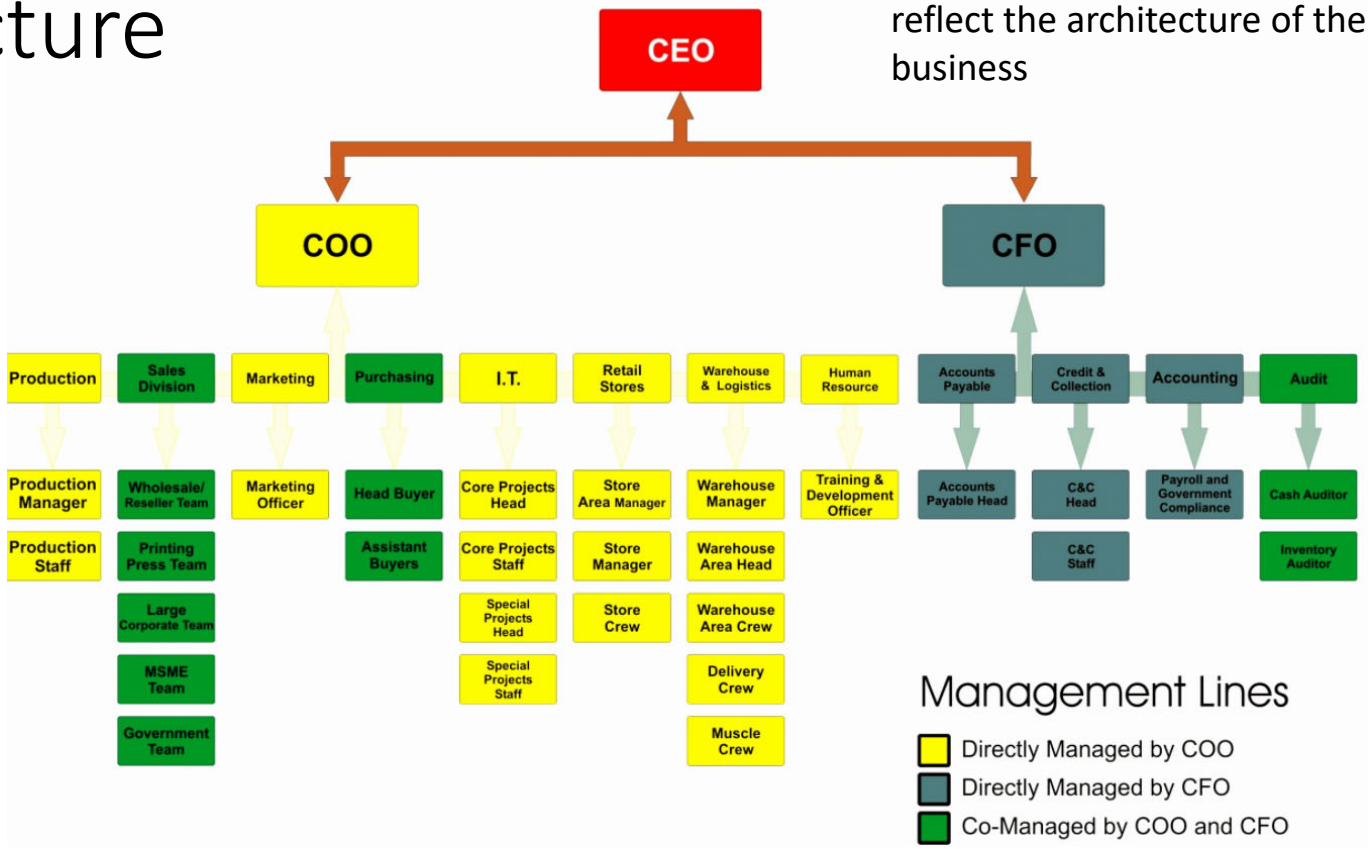 cture
reflect the architecture of the
business
CEO
COO
CFO
Production
Sales
Division
Marketing
Purchasing
I.T.
Retail
Stores
Warehouse
& Logistics
Human
Resource
Accounts
Payable
Credit &
Collection
Accounting
Audit
Production
Manager
Wholesale/
Reseller Team
Marketing
Officer
Head Buyer
Core Projects
Head
Store
Area Manager
Warehouse
Manager
Training &
Development
Officer
Accounts
Payable Head
C&C
Head
Payroll and
Government
Compliance
Cash Auditor
Production
Staff
Printing
Press Team
Assistant
Buyers
Core Projects
Staff
Store
Manager
Warehouse
Area Head
C&C
Staff
Inventory
Auditor
Large
Corporate Team
Special
Projects
Head
Store
Crew
Warehouse
Area Crew
MSME
Team
Special
Projects
Staff
Delivery
Crew
Government
Team
Muscle
Crew
Management Lines
Directly Managed by COO
Directly Managed by CFO
Co-Managed by COO and CFO